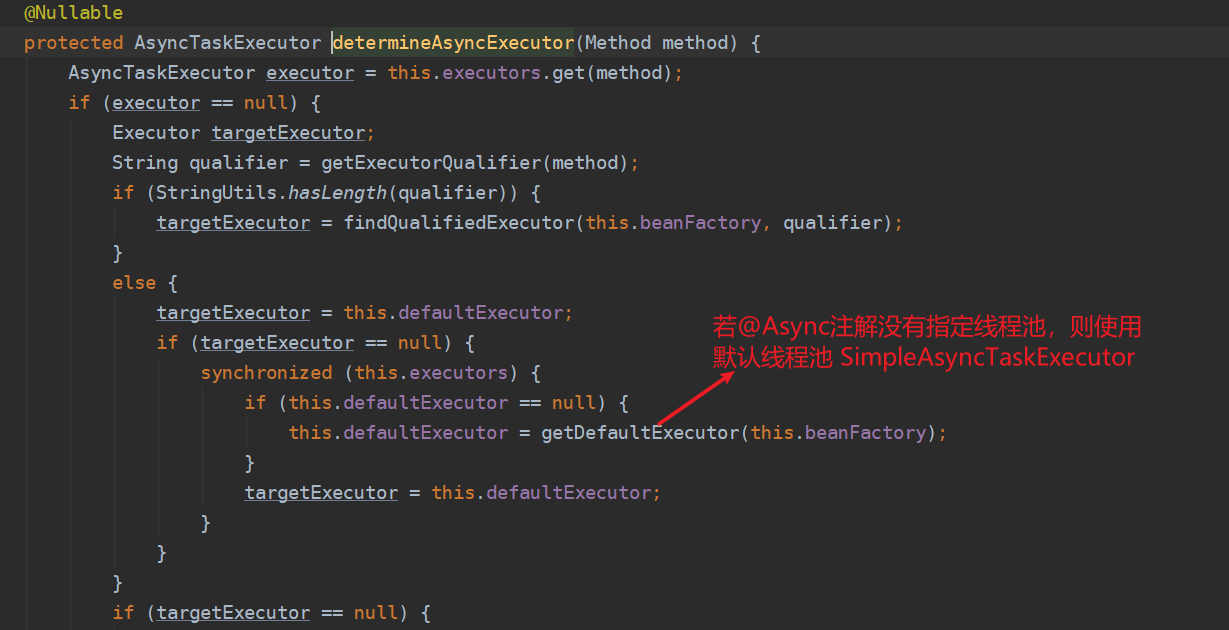 @Nullable
protected AsyncTaskExecutor determineAsyncExecutor(Method method) {
    AsyncTaskExecutor executor = this.executors.get(method);
    if (executor == null) {
        Executor targetExecutor;
        String qualifier = getExecutorQualifier(method);
        if (StringUtils.hasLength(qualifier)) {
            targetExecutor = findQualifiedExecutor(this.beanFactory, qualifier);
        }
        else {
            targetExecutor = this.defaultExecutor;
            if (targetExecutor == null) {
                synchronized (this.executors) {
                    if (this.defaultExecutor == null) {
                        this.defaultExecutor = getDefaultExecutor(this.beanFactory);
                    }
                    targetExecutor = this.defaultExecutor;
                }
            }
        }
        if (targetExecutor == null) {
若@Async注解没有指定线程池，则使用
默认线程池 SimpleAsyncTaskExecutor